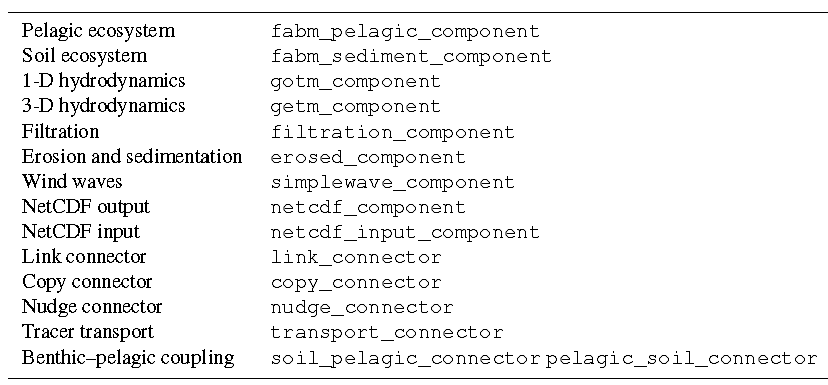 Pelagic ecosystem fabm_pelagic_component
Soil ecosystem fabm_sediment_component
1-D hydrodynamics gotm_component
3-D hydrodynamics getm_component
Filtration filtration_component
Erosion and sedimentation erosed_component
Wind waves simplewave_component
NetCDF output netcdf_component
NetCDF input netcdf_input_component
Link connector link_connector
Copy connector copy_connector
Nudge connector nudge_connector
Tracer transport transport_connector
Benthic–pelagic coupling soil_pelagic_connector pelagic_soil_connector